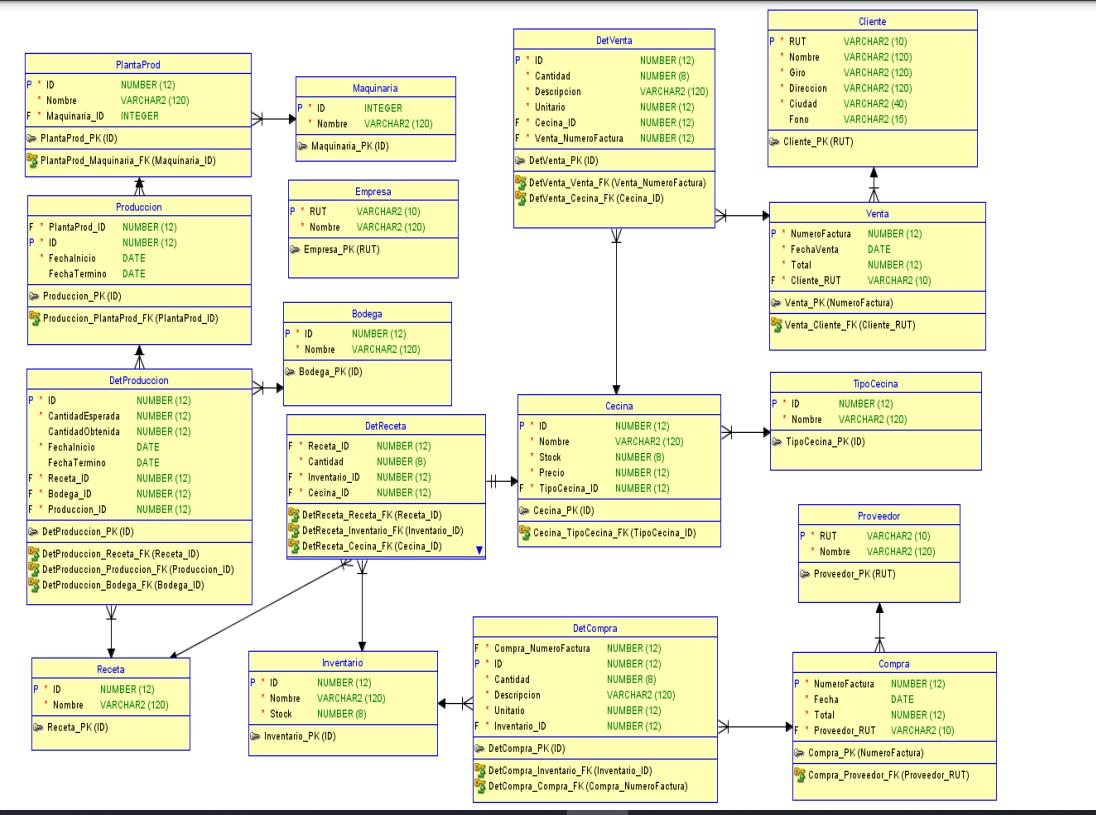 PlantaProd
P * ID NUMBER (12)
* Nombre VARCHAR2 (120)
F * Maquinaria_ID INTEGER
PlantaProd_PK (ID)
PlantaProd_Maquinaria_FK (Maquinaria_ID)
Maquinaria
P * ID INTEGER
* Nombre VARCHAR2 (120)
Maquinaria_PK (ID)
DetVenta
P * ID NUMBER (12)
* Cantidad NUMBER (8)
* Descripcion VARCHAR2 (120)
* Unitario NUMBER (12)
F * Cecina_ID NUMBER (12)
F * Venta_NumeroFactura NUMBER (12)
DetVenta_PK (ID)
DetVenta_Venta_FK (Venta_NumeroFactura)
DetVenta_Cecina_FK (Cecina_ID)
Cliente
P * RUT VARCHAR2 (10)
* Nombre VARCHAR2 (120)
* Giro VARCHAR2 (120)
* Direccion VARCHAR2 (120)
* Ciudad VARCHAR2 (40)
Fono VARCHAR2 (15)
Cliente_PK (RUT)
Produccion
F * PlantaProd_ID NUMBER (12)
P * ID NUMBER (12)
* FechaInicio DATE
FechaTermino DATE
Produccion_PK (ID)
Produccion_PlantaProd_FK (PlantaProd_ID)
Empresa
P * RUT VARCHAR2 (10)
* Nombre VARCHAR2 (120)
Empresa_PK (RUT)
Venta
P * NumeroFactura NUMBER (12)
* FechaVenta DATE
* Total NUMBER (12)
F * Cliente_RUT VARCHAR2 (10)
Venta_PK (NumeroFactura)
Venta_Cliente_FK (Cliente_RUT)
Bodega
P * ID NUMBER (12)
* Nombre VARCHAR2 (120)
Bodega_PK (ID)
DetProduccion
P * ID NUMBER (12)
* CantidadEsperada NUMBER (12)
CantidadObtenida NUMBER (12)
* FechaInicio DATE
FechaTermino DATE
F * Receta_ID NUMBER (12)
F * Bodega_ID NUMBER (12)
F * Produccion_ID NUMBER (12)
DetProduccion_PK (ID)
DetProduccion_Receta_FK (Receta_ID)
DetProduccion_Produccion_FK (Produccion_ID)
DetProduccion_Bodega_FK (Bodega_ID)
DetReceta
F * Receta_ID NUMBER (12)
* Cantidad NUMBER (8)
F * Inventario_ID NUMBER (12)
F * Cecina_ID NUMBER (12)
DetReceta_Receta_FK (Receta_ID)
DetReceta_Inventario_FK (Inventario_ID)
DetReceta_Cecina_FK (Cecina_ID)
Cecina
P * ID NUMBER (12)
* Nombre VARCHAR2 (120)
* Stock NUMBER (8)
* Precio NUMBER (12)
F * TipoCecina_ID NUMBER (12)
Cecina_PK (ID)
Cecina_TipoCecina_FK (TipoCecina_ID)
TipoCecina
P * ID NUMBER (12)
* Nombre VARCHAR2 (120)
TipoCecina_PK (ID)
Proveedor
P * RUT VARCHAR2 (10)
* Nombre VARCHAR2 (120)
Proveedor_PK (RUT)
Receta
P * ID NUMBER (12)
* Nombre VARCHAR2 (120)
Receta_PK (ID)
Inventario
P * ID NUMBER (12)
* Nombre VARCHAR2 (120)
* Stock NUMBER (8)
Inventario_PK (ID)
DetCompra
F * Compra_NumeroFactura NUMBER (12)
P * ID NUMBER (12)
* Cantidad NUMBER (8)
* Descripcion VARCHAR2 (120)
* Unitario NUMBER (12)
F * Inventario_ID NUMBER (12)
DetCompra_PK (ID)
DetCompra_Inventario_FK (Inventario_ID)
DetCompra_Compra_FK (Compra_NumeroFactura)
Compra
P * NumeroFactura NUMBER (12)
* Fecha DATE
* Total NUMBER (12)
F * Proveedor_RUT VARCHAR2 (10)
Compra_PK (NumeroFactura)
Compra_Proveedor_FK (Proveedor_RUT)